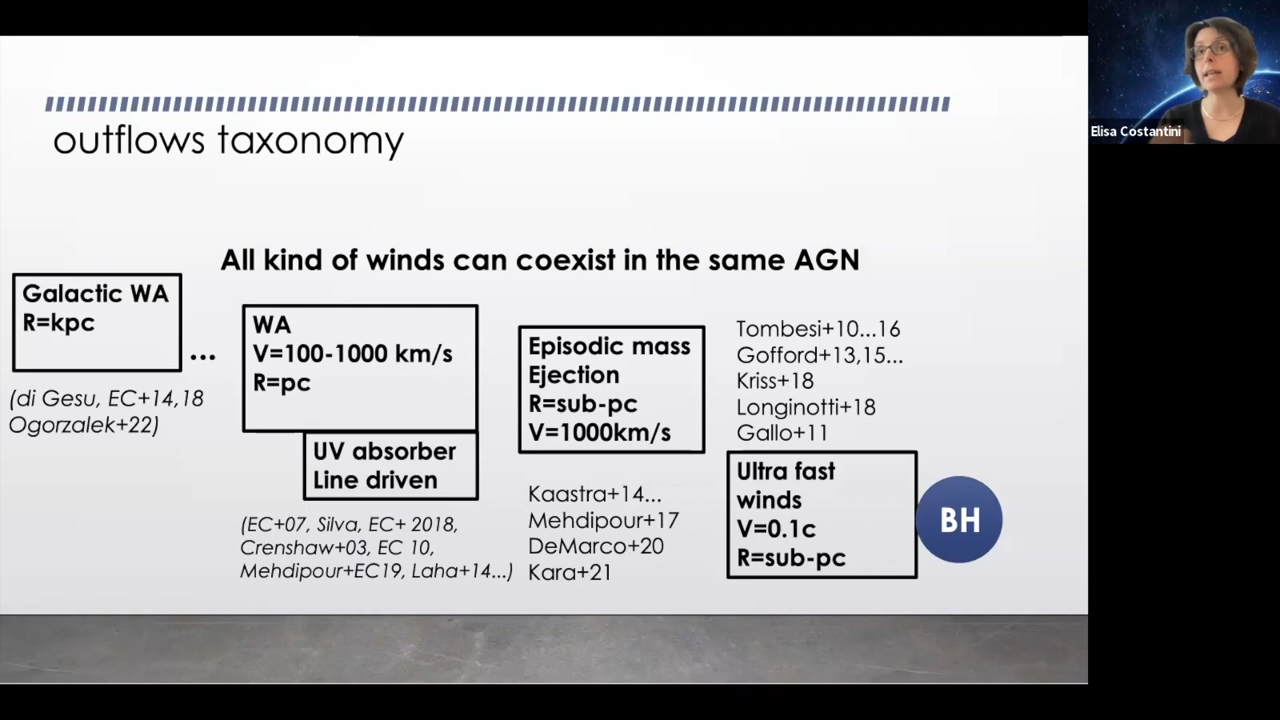 outflows taxonomy
All kind of winds can coexist in the same AGN
Galactic WA
R=kpc
...
(di Gesu, EC+14,18
Ogorzalek+22)
WA
V=100-1000 km/s
R=pc
UV absorber
Line driven
(EC+07, Silva, EC+ 2018,
Crenshaw+03, EC 10,
Mehdipour+EC19, Laha+14...)
Episodic mass
Ejection
R=sub-pc
V=1000km/s
Kaastra+14...
Mehdipour+17
DeMarco+20
Kara+21
Tombesi+10...16
Gofford+13,15...
Kriss+18
Longinotti+18
Gallo+11
Ultra fast
winds
V=0.1c
R=sub-pc
BH
Elisa Costantini